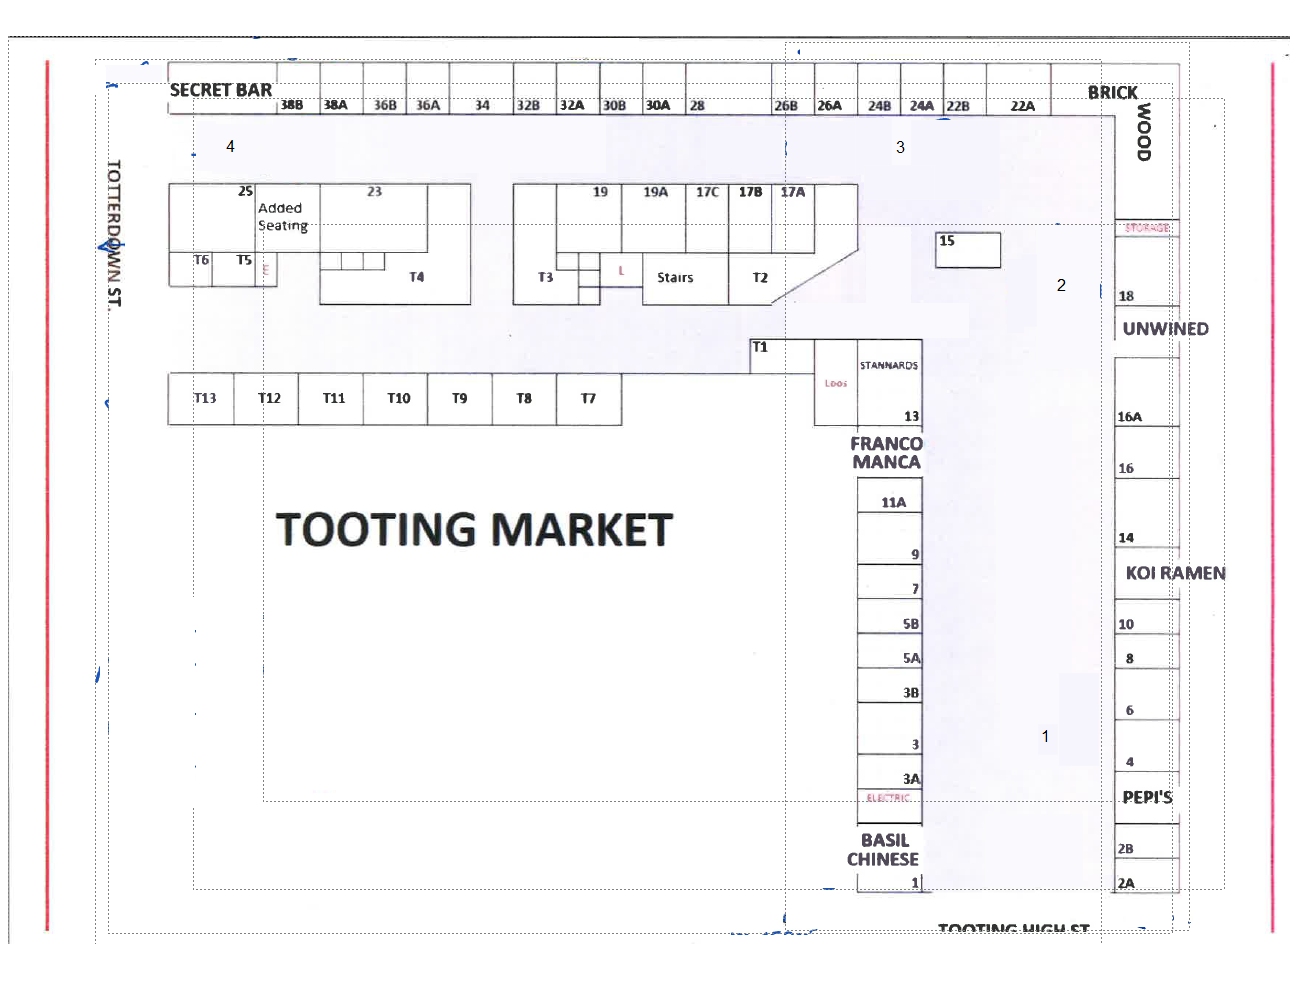 SECRET BAR
38B
38A
36B
36A
34
32B
32A
30B
30A
28
26B
26A
24B
24A
22B
22A
BRICK
WOOD
4
3
TOTTERDOWN ST.
25
Added
Seating
23
19
19A
17C
17B
17A
15
STORAGE
T6
T5
E
T4
T3
L
Stairs
T2
2
18
UNWINED
T1
Loos
STANNARDS
13
16A
T13
T12
T11
T10
T9
T8
T7
FRANCO
MANCA
16
11A
TOOTING MARKET
14
9
KOI RAMEN
7
5B
10
5A
8
3B
6
3
1
4
3A
ELECTRIC
PEPI'S
BASIL
CHINESE
2B
1
2A
TOOTING HIGH ST